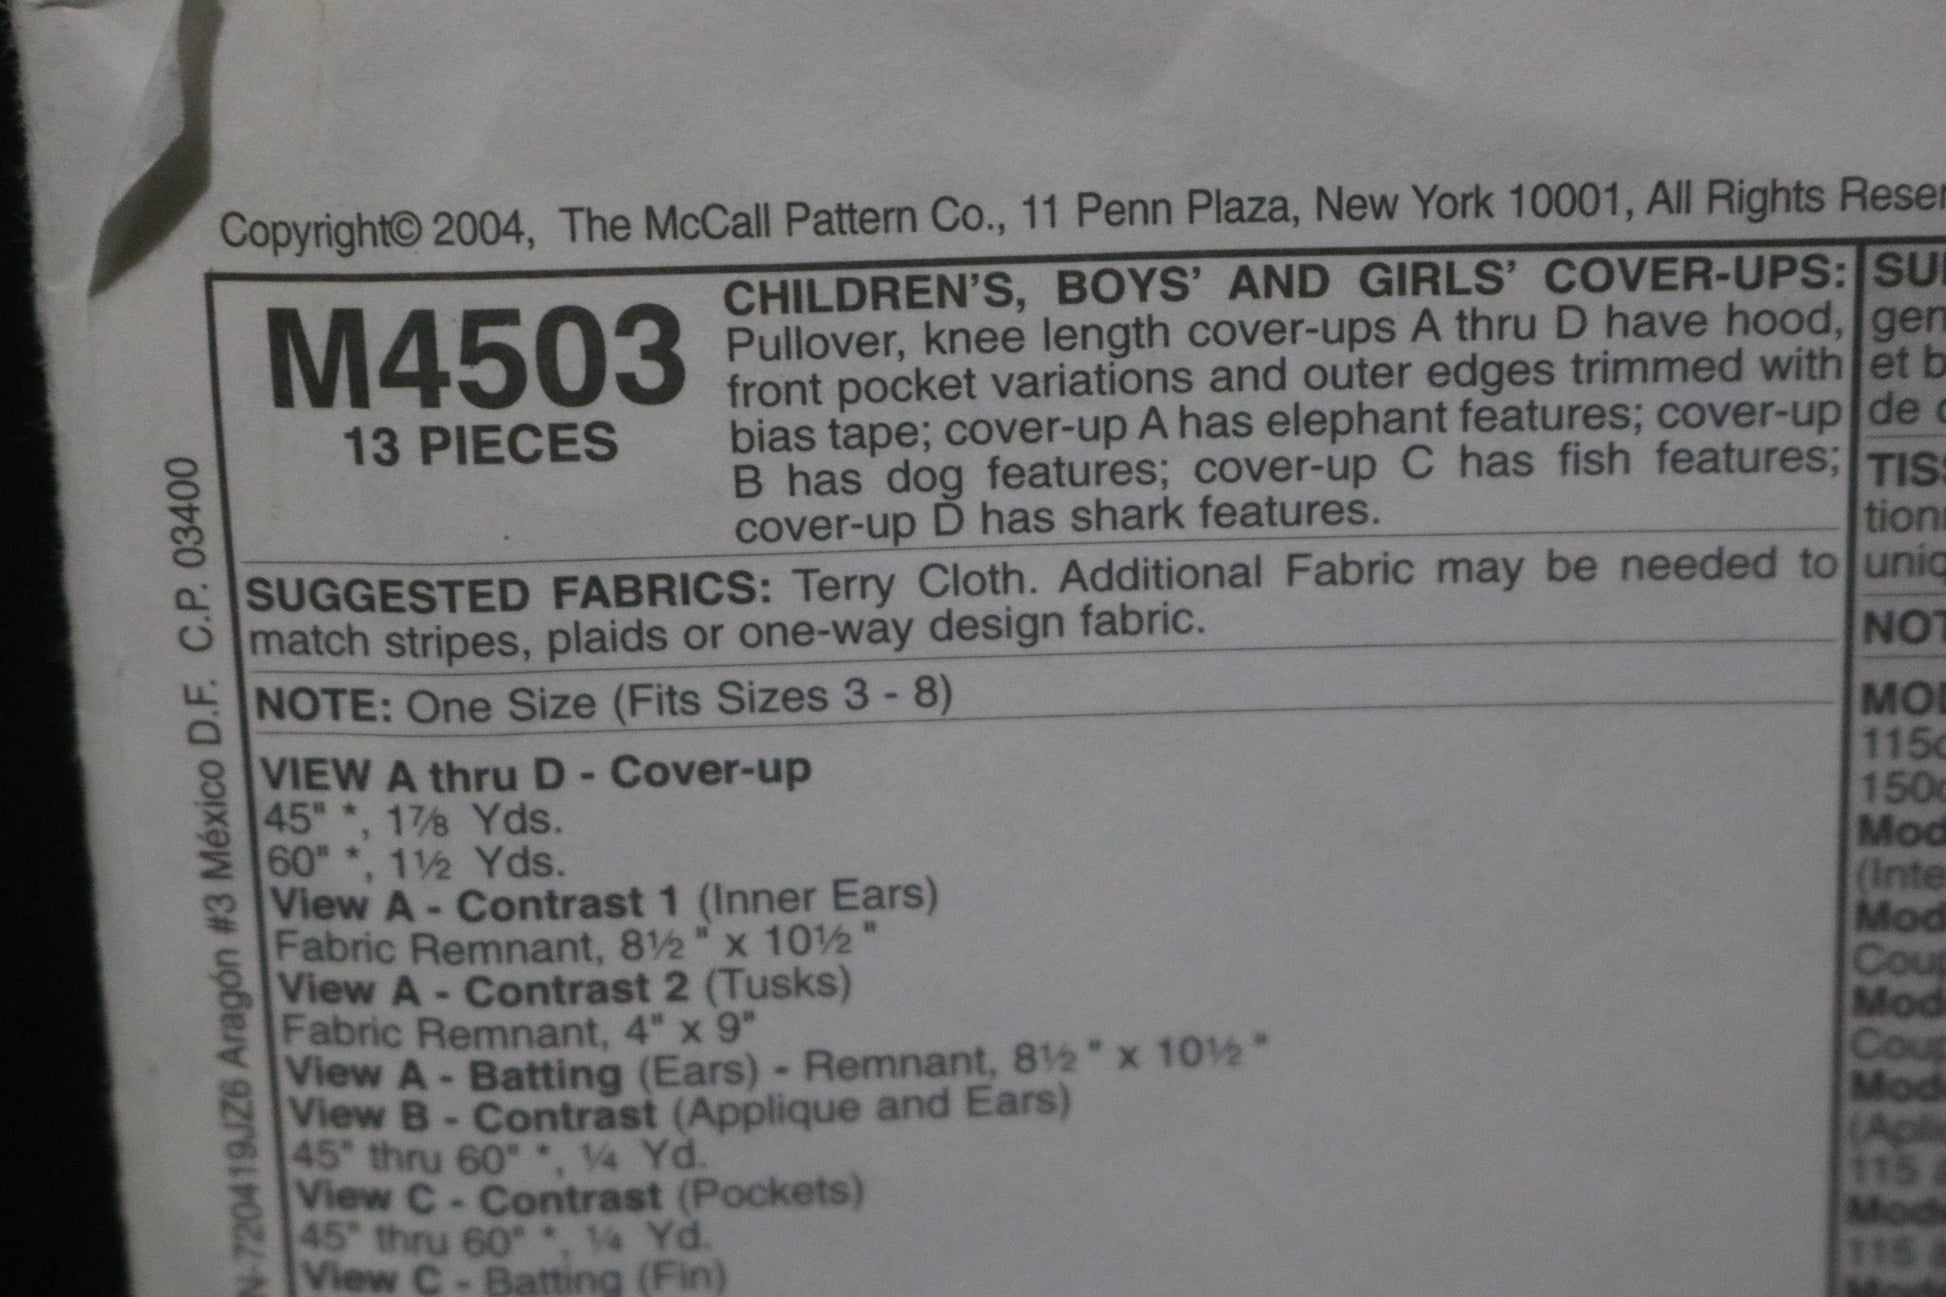 Copyright© 2004, The McCall Pattern Co., 11 Penn Plaza, New York 10001, All Rights
M4503
13 PIECES
CHILDREN'S, BOYS' AND GIRLS' COVER-UPS:
Pullover, knee length cover-ups A thru D have hood,
front pocket variations and outer edges trimmed with
bias tape; cover-up A has elephant features; cover-up
B has dog features; cover-up C has fish features;
cover-up D has shark features.
SUGGESTED FABRICS: Terry Cloth. Additional Fabric may be needed to
match stripes, plaids or one-way design fabric.
NOTE: One Size (Fits Sizes 3 - 8)
VIEW A thru D - Cover-up
45" *, 1⅞ Yds.
60" *, 1½ Yds.
View A - Contrast 1 (Inner Ears)
Fabric Remnant, 8½ " x 10½ "
View A - Contrast 2 (Tusks)
Fabric Remnant, 4" x 9"
View A - Batting (Ears) - Remnant, 8½ " x 10½ "
View B - Contrast (Applique and Ears)
45" thru 60" *, ¼ Yd.
View C - Contrast (Pockets)
45" thru 60" *, ¼ Yd.
View C - Batting (Fin)
N-720419JZ6 Aragón #3 México D.F. C.P. 03400
et
de